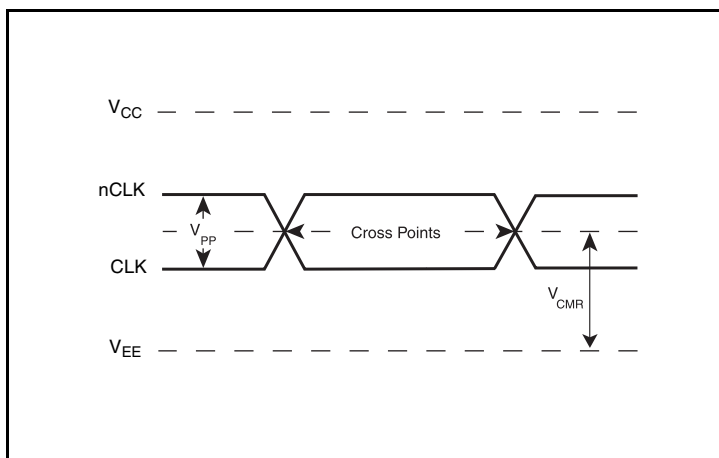 VCC
nCLK
VPP
Cross Points
CLK
VCMR
VEE